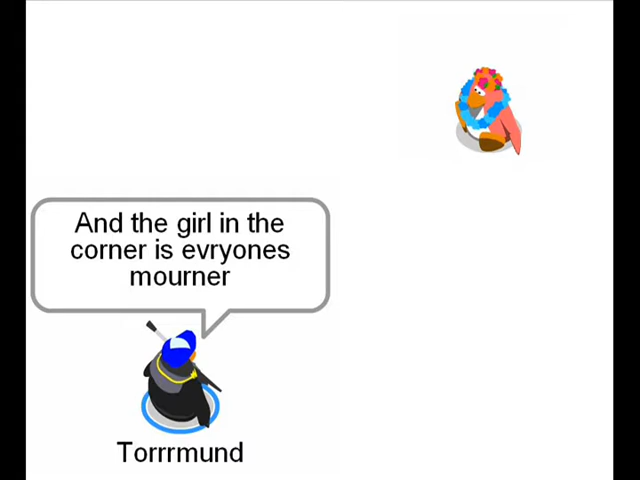 And the girl in the
corner is evryones
mourner
Torrrmund